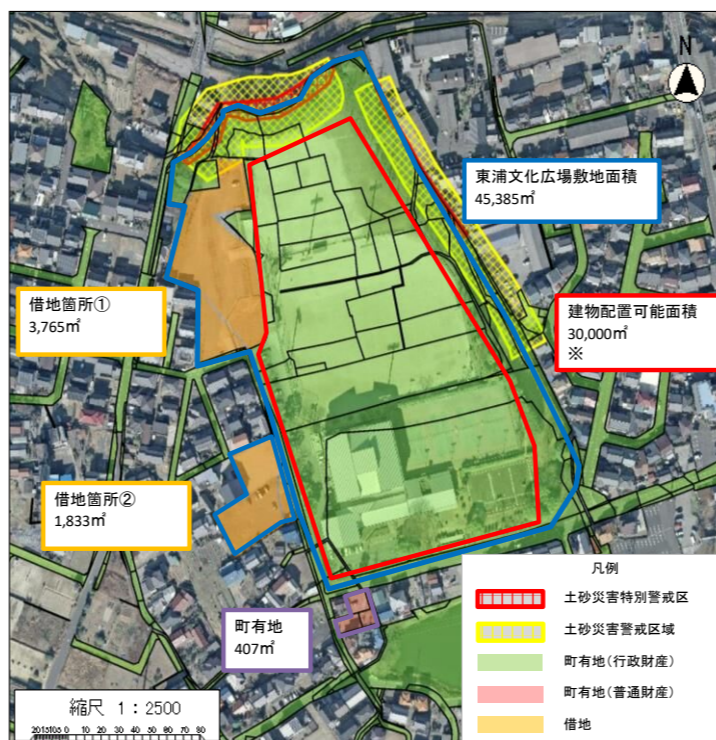 N
東浦文化広場敷地面積
45,385㎡
借地箇所①
3,765㎡
建物配置可能面積
30,000㎡
※
借地箇所②
1,833㎡
町有地
407㎡
凡例
土砂災害特別警戒区
土砂災害警戒区域
町有地(行政財産)
町有地(普通財産)
借地
縮尺 1:2500
20 15 10 5 0 10 20 30 40 50 60 70 80